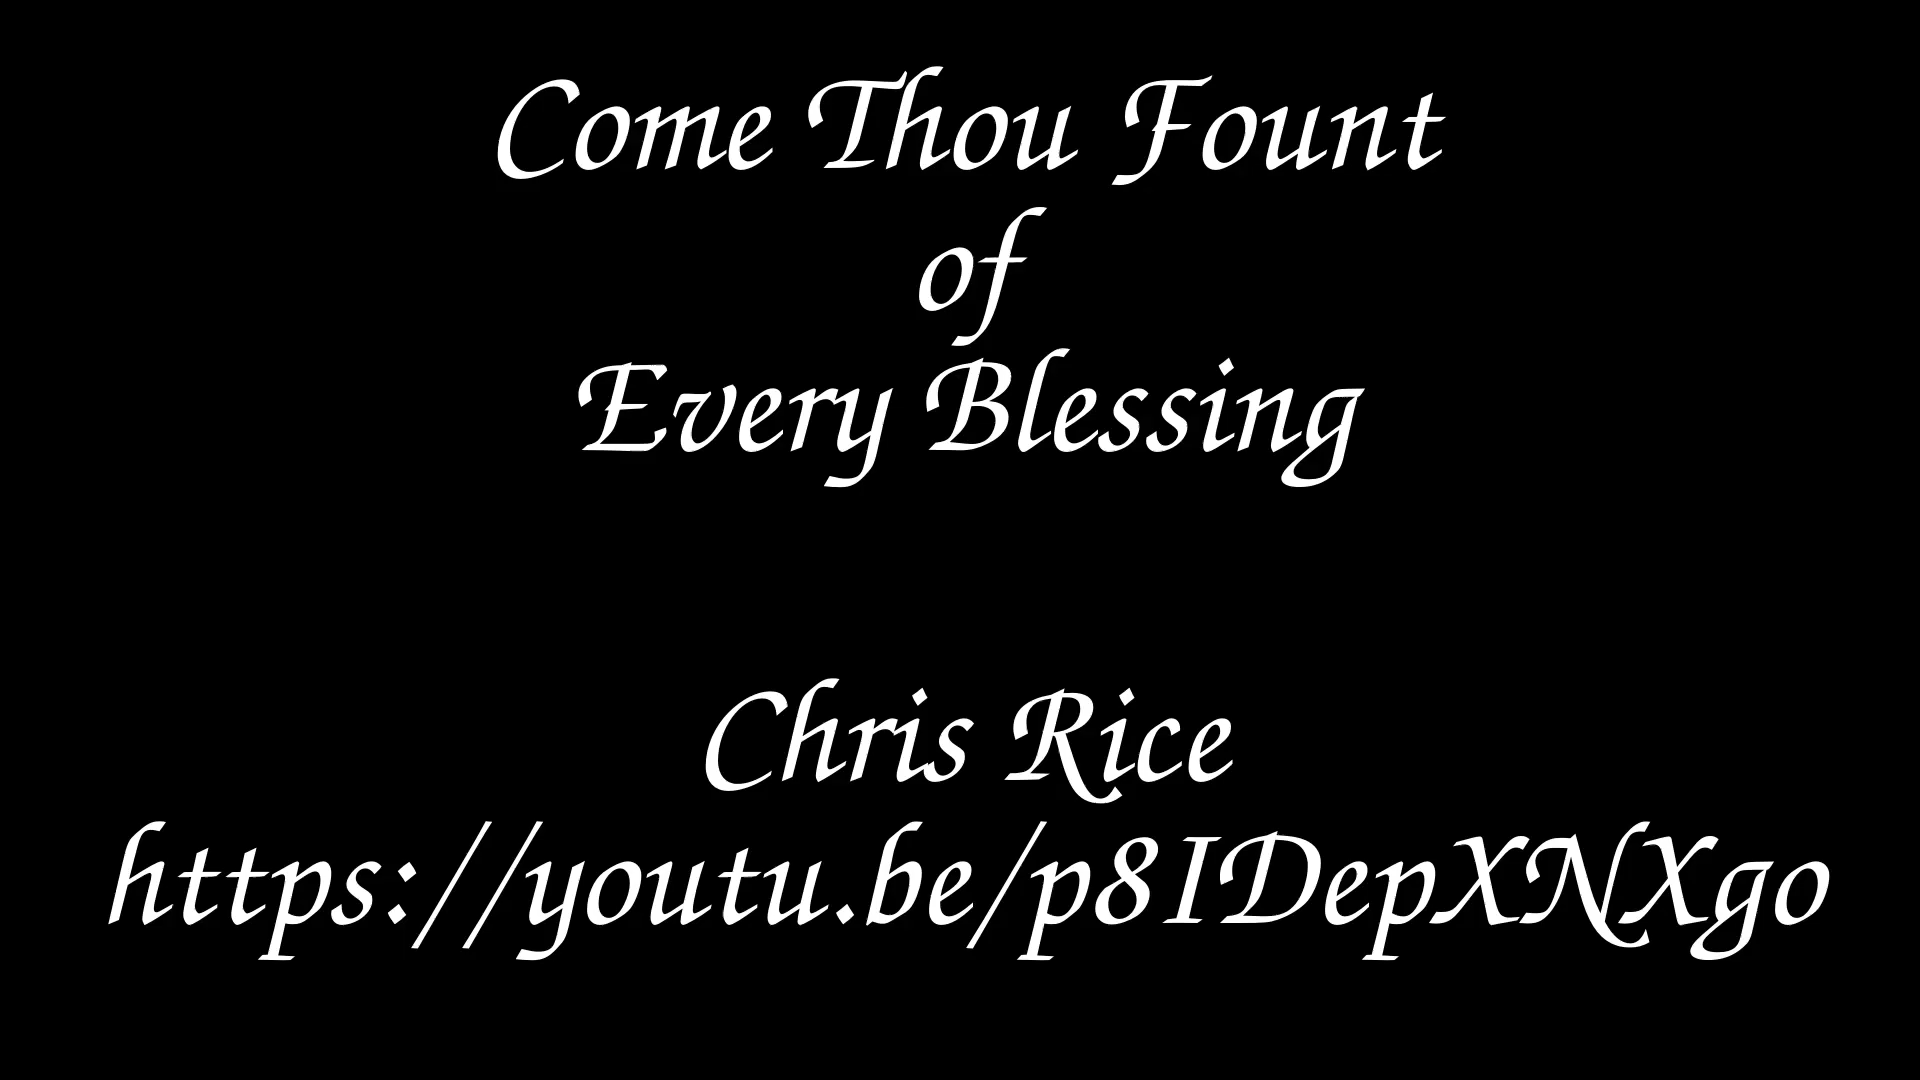 Come Thou Fount
of
Every Blessing
Chris Rice
https://youtu.be/p8IDepXNXgo